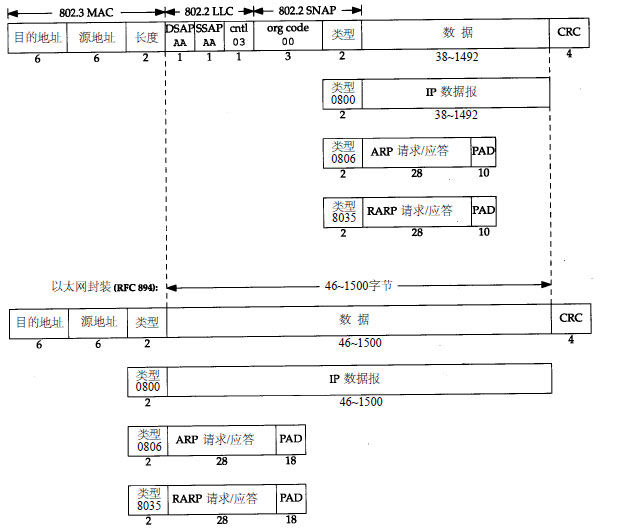 802.3 MAC 802.2 LLC 802.2 SNAP
目的地址 源地址 长度 DSAP AA SSAP AA cntl 03 org code 00 类型 数 据 CRC
6 6 2 1 1 1 3 2 38~1492 4
类型 0800 IP 数据报
2 38~1492
类型 0806 ARP 请求/应答 PAD
2 28 10
类型 8035 RARP 请求/应答 PAD
2 28 10
以太网封装 (RFC 894): 46~1500字节
目的地址 源地址 类型 数 据 CRC
6 6 2 46~1500 4
类型 0800 IP 数据报
2 46~1500
类型 0806 ARP 请求/应答 PAD
2 28 18
类型 8035 RARP 请求/应答 PAD
2 28 18